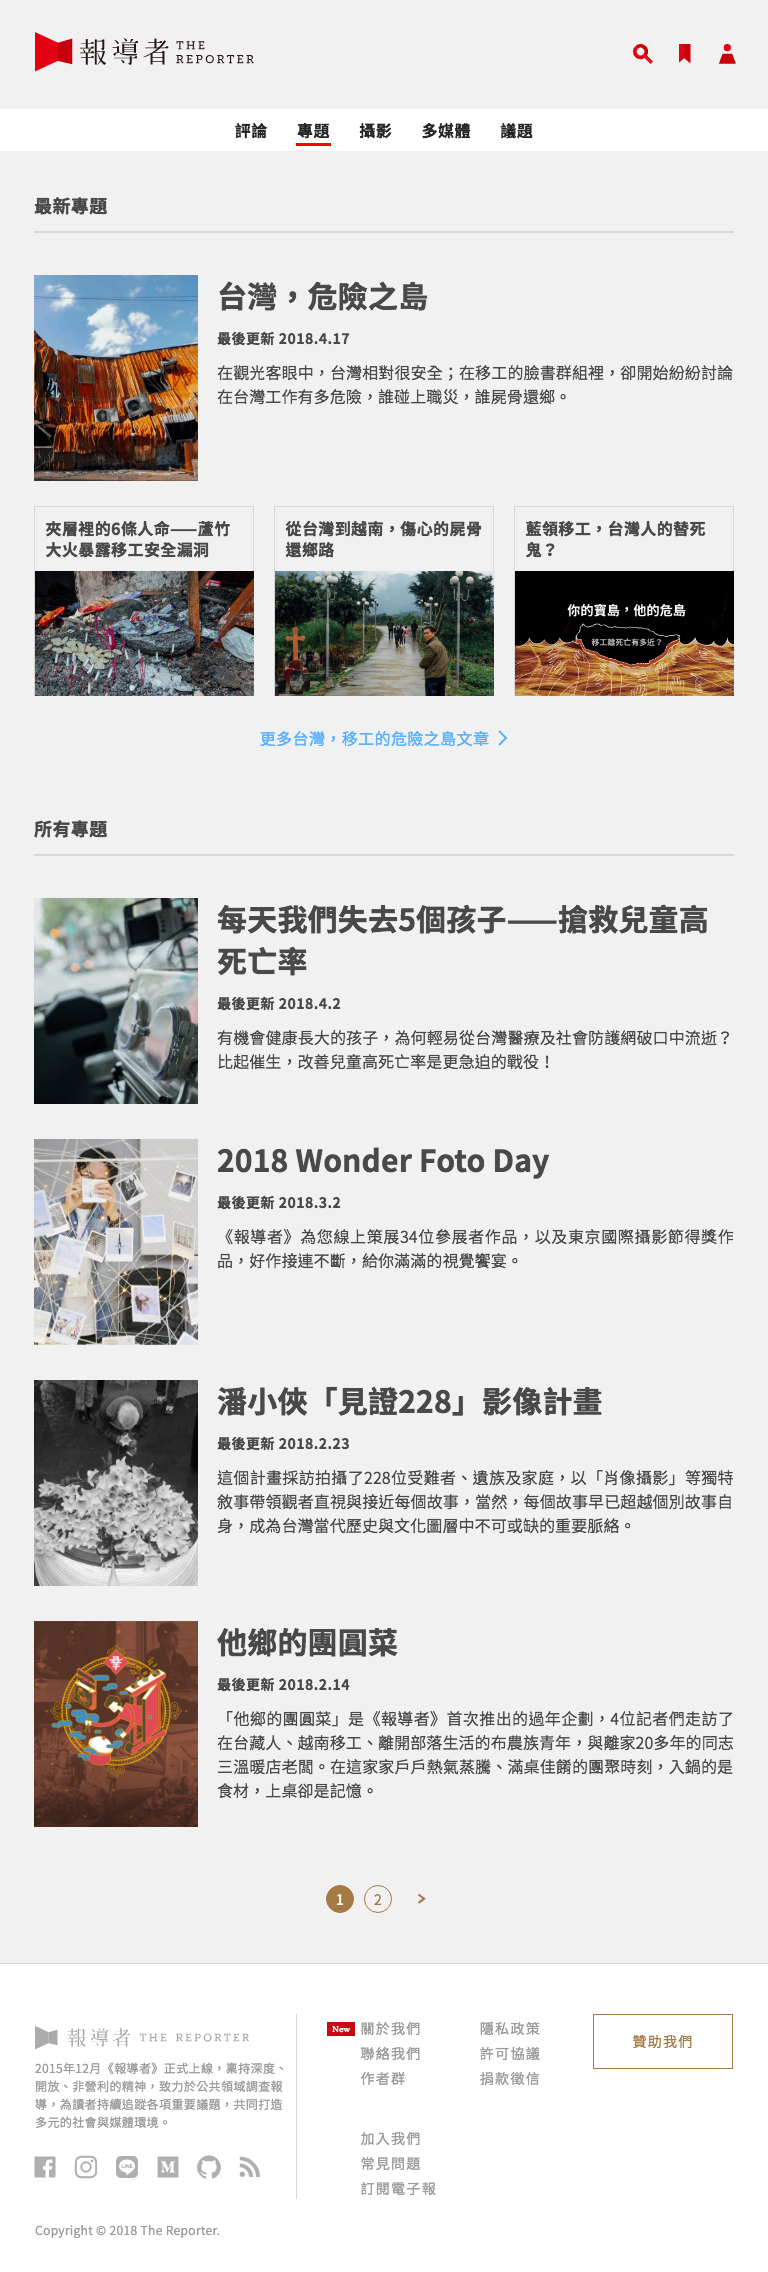 報導者 THE REPORTER
評論 專題 攝影 多媒體 議題
最新專題
台灣，危險之島
最後更新 2018.4.17
在觀光客眼中，台灣相對很安全；在移工的臉書群組裡，卻開始紛紛討論
在台灣工作有多危險，誰碰上職災，誰屍骨還鄉。
夾層裡的6條人命——蘆竹
大火暴露移工安全漏洞
從台灣到越南，傷心的屍骨
還鄉路
藍領移工，台灣人的替死
鬼？
你的寶島，他的危島
移工離死亡有多近？
更多台灣，移工的危險之島文章
所有專題
每天我們失去5個孩子——搶救兒童高
死亡率
最後更新 2018.4.2
有機會健康長大的孩子，為何輕易從台灣醫療及社會防護網破口中流逝？
比起催生，改善兒童高死亡率是更急迫的戰役！
2018 Wonder Foto Day
最後更新 2018.3.2
《報導者》為您線上策展34位參展者作品，以及東京國際攝影節得獎作
品，好作接連不斷，給你滿滿的視覺饗宴。
潘小俠「見證228」影像計畫
最後更新 2018.2.23
這個計畫採訪拍攝了228位受難者、遺族及家庭，以「肖像攝影」等獨特
敘事帶領觀者直視與接近每個故事，當然，每個故事早已超越個別故事自
身，成為台灣當代歷史與文化圖層中不可或缺的重要脈絡。
他鄉的團圓菜
最後更新 2018.2.14
「他鄉的團圓菜」是《報導者》首次推出的過年企劃，4位記者們走訪了
在台藏人、越南移工、離開部落生活的布農族青年，與離家20多年的同志
三溫暖店老闆。在這家家戶戶熱氣蒸騰、滿桌佳餚的團聚時刻，入鍋的是
食材，上桌卻是記憶。
1 2 >
報導者 THE REPORTER
2015年12月《報導者》正式上線，稟持深度、
開放、非營利的精神，致力於公共領域調查報
導，為讀者持續追蹤各項重要議題，共同打造
多元的社會與媒體環境。
LINE
Copyright © 2018 The Reporter.
New 關於我們
聯絡我們
作者群
加入我們
常見問題
訂閱電子報
隱私政策
許可協議
捐款徵信
贊助我們